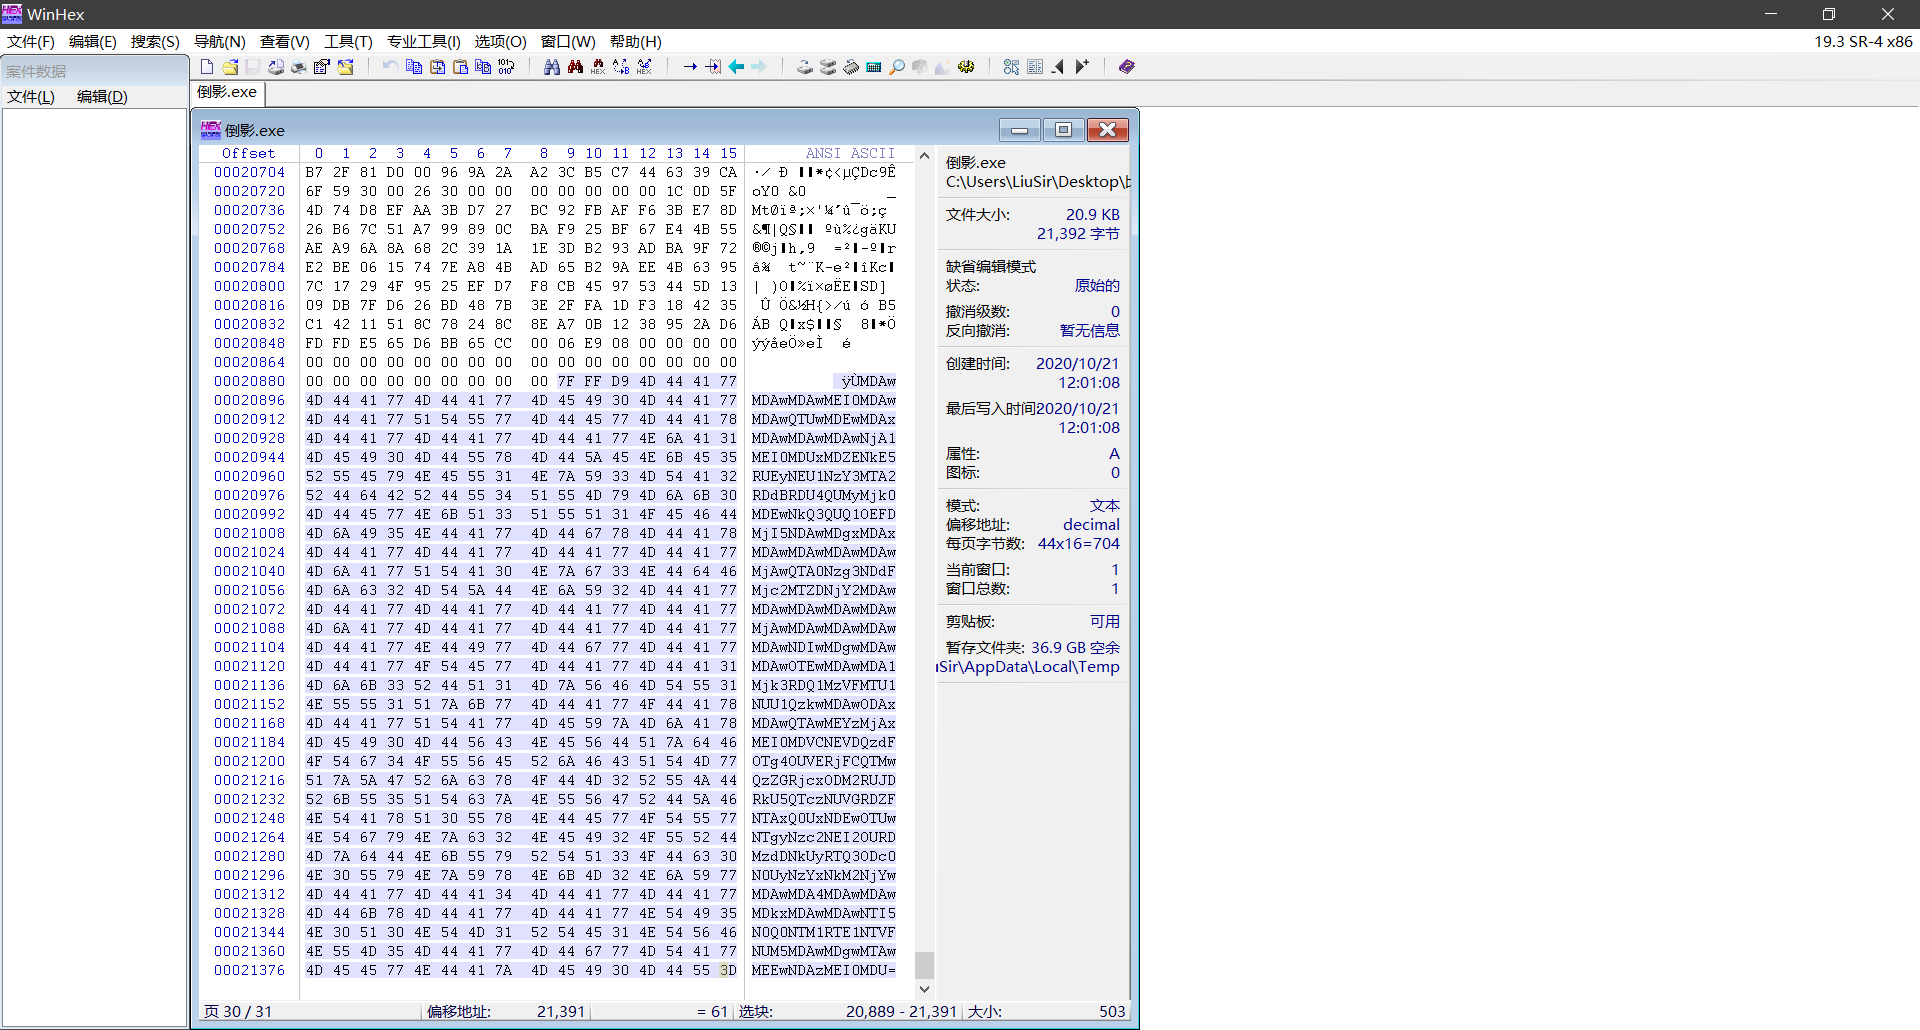 WinHex
文件(F) 编辑(E) 搜索(S) 导航(N) 查看(V) 工具(T) 专业工具(I) 选项(O) 窗口(W) 帮助(H)
19.3 SR-4 x86
案件数据
文件(L) 编辑(D)
倒影.exe
倒影.exe
Offset 0 1 2 3 4 5 6 7 8 9 10 11 12 13 14 15 ANSI ASCII
00020704 B7 2F 81 D0 00 96 9A 2A A2 3C B5 C7 44 63 39 CA
00020720 6F 59 30 00 26 30 00 00 00 00 00 00 00 1C 0D 5F oY0 &0 _
00020736 4D 74 D8 EF AA 3B D7 27 BC 92 FB AF F6 3B E7 8D
00020752 26 B6 7C 51 A7 99 89 0C BA F9 25 BF 67 E4 4B 55
00020768 AE A9 6A 8A 68 2C 39 1A 1E 3D B2 93 AD BA 9F 72
00020784 E2 BE 06 15 74 7E A8 4B AD 65 B2 9A EE 4B 63 95
00020800 7C 17 29 4F 95 25 EF D7 F8 CB 45 97 53 44 5D 13
00020816 09 DB 7F D6 26 BD 48 7B 3E 2F FA 1D F3 18 42 35 Û Ö&½H{>/ú ó B5
00020832 C1 42 11 51 8C 78 24 8C 8E A7 0B 12 38 95 2A D6
00020848 FD FD E5 65 D6 BB 65 CC 00 06 E9 08 00 00 00 00 ýýåeÖ»eÌ é
00020864 00 00 00 00 00 00 00 00 00 00 00 00 00 00 00 00
00020880 00 00 00 00 00 00 00 00 00 7F FF D9 4D 44 41 77 ÿÙMDAw
00020896 4D 44 41 77 4D 44 41 77 4D 45 49 30 4D 44 41 77 MDAwMDAwMEI0MDAw
00020912 4D 44 41 77 51 54 55 77 4D 44 45 77 4D 44 41 78 MDAwQTUwMDEwMDAx
00020928 4D 44 41 77 4D 44 41 77 4D 44 41 77 4E 6A 41 31 MDAwMDAwMDAwNjA1
00020944 4D 45 49 30 4D 44 55 78 4D 44 5A 45 4E 6B 45 35 MEI0MDUxMDZENkE5
00020960 52 55 45 79 4E 45 55 31 4E 7A 59 33 4D 54 41 32 RUEyNEU1NzY3MTA2
00020976 52 44 64 42 52 44 55 34 51 55 4D 79 4D 6A 6B 30 RDdBRDU4QUMyMjk0
00020992 4D 44 45 77 4E 6B 51 33 51 55 51 31 4F 45 46 44 MDEwNkQ3QUQ1OEFD
00021008 4D 6A 49 35 4E 44 41 77 4D 44 67 78 4D 44 41 78 MjI5NDAwMDgxMDAx
00021024 4D 44 41 77 4D 44 41 77 4D 44 41 77 4D 44 41 77 MDAwMDAwMDAwMDAw
00021040 4D 6A 41 77 51 54 41 30 4E 7A 67 33 4E 44 64 46 MjAwQTA0Nzg3NDdF
00021056 4D 6A 63 32 4D 54 5A 44 4E 6A 59 32 4D 44 41 77 Mjc2MTZDNjY2MDAw
00021072 4D 44 41 77 4D 44 41 77 4D 44 41 77 4D 44 41 77 MDAwMDAwMDAwMDAw
00021088 4D 6A 41 77 4D 44 41 77 4D 44 41 77 4D 44 41 77 MjAwMDAwMDAwMDAw
00021104 4D 44 41 77 4E 44 49 77 4D 44 67 77 4D 44 41 77 MDAwNDIwMDgwMDAw
00021120 4D 44 41 77 4F 54 45 77 4D 44 41 77 4D 44 41 31 MDAwOTEwMDAwMDA1
00021136 4D 6A 6B 33 52 44 51 31 4D 7A 56 46 4D 54 55 31 Mjk3RDQ1MzVFMTU1
00021152 4E 55 55 31 51 7A 6B 77 4D 44 41 77 4F 44 41 78 NUU1QzkwMDAwODAx
00021168 4D 44 41 77 51 54 41 77 4D 45 59 7A 4D 6A 41 78 MDAwQTAwMEYzMjAx
00021184 4D 45 49 30 4D 44 56 43 4E 45 56 44 51 7A 64 46 MEI0MDVCNEVDQzdF
00021200 4F 54 67 34 4F 55 56 45 52 6A 46 43 51 54 4D 77 OTg4OUVERjFCQTMw
00021216 51 7A 5A 47 52 6A 63 78 4F 44 4D 32 52 55 4A 44 QzZGRjcxODM2RUJD
00021232 52 6B 55 35 51 54 63 7A 4E 55 56 47 52 44 5A 46 RkU5QTczNUVGRDZF
00021248 4E 54 41 78 51 30 55 78 4E 44 45 77 4F 54 55 77 NTAxQ0UxNDEwOTUw
00021264 4E 54 67 79 4E 7A 63 32 4E 45 49 32 4F 55 52 44 NTgyNzc2NEI2OURD
00021280 4D 7A 64 44 4E 6B 55 79 52 54 51 33 4F 44 63 30 MzdDNkUyRTQ3ODc0
00021296 4E 30 55 79 4E 7A 59 78 4E 6B 4D 32 4E 6A 59 77 N0UyNzYxNkM2NjYw
00021312 4D 44 41 77 4D 44 41 34 4D 44 41 77 4D 44 41 77 MDAwMDA4MDAwMDAw
00021328 4D 44 6B 78 4D 44 41 77 4D 44 41 77 4E 54 49 35 MDkxMDAwMDAwNTI5
00021344 4E 30 51 30 4E 54 4D 31 52 54 45 31 4E 54 56 46 N0Q0NTM1RTE1NTVF
00021360 4E 55 4D 35 4D 44 41 77 4D 44 67 77 4D 54 41 77 NUM5MDAwMDgwMTAw
00021376 4D 45 45 77 4E 44 41 7A 4D 45 49 30 4D 44 55 3D MEEwNDAzMEI0MDU=
倒影.exe
C:\Users\LiuSir\Desktop\
文件大小: 20.9 KB
21,392 字节
缺省编辑模式
状态: 原始的
撤消级数: 0
反向撤消: 暂无信息
创建时间: 2020/10/21
12:01:08
最后写入时间 2020/10/21
12:01:08
属性: A
图标: 0
模式: 文本
偏移地址: decimal
每页字节数: 44x16=704
当前窗口: 1
窗口总数: 1
剪贴板: 可用
暂存文件夹: 36.9 GB 空余
uSir\AppData\Local\Temp
页 30 / 31 偏移地址: 21,391 = 61 选块: 20,889 - 21,391 大小: 503